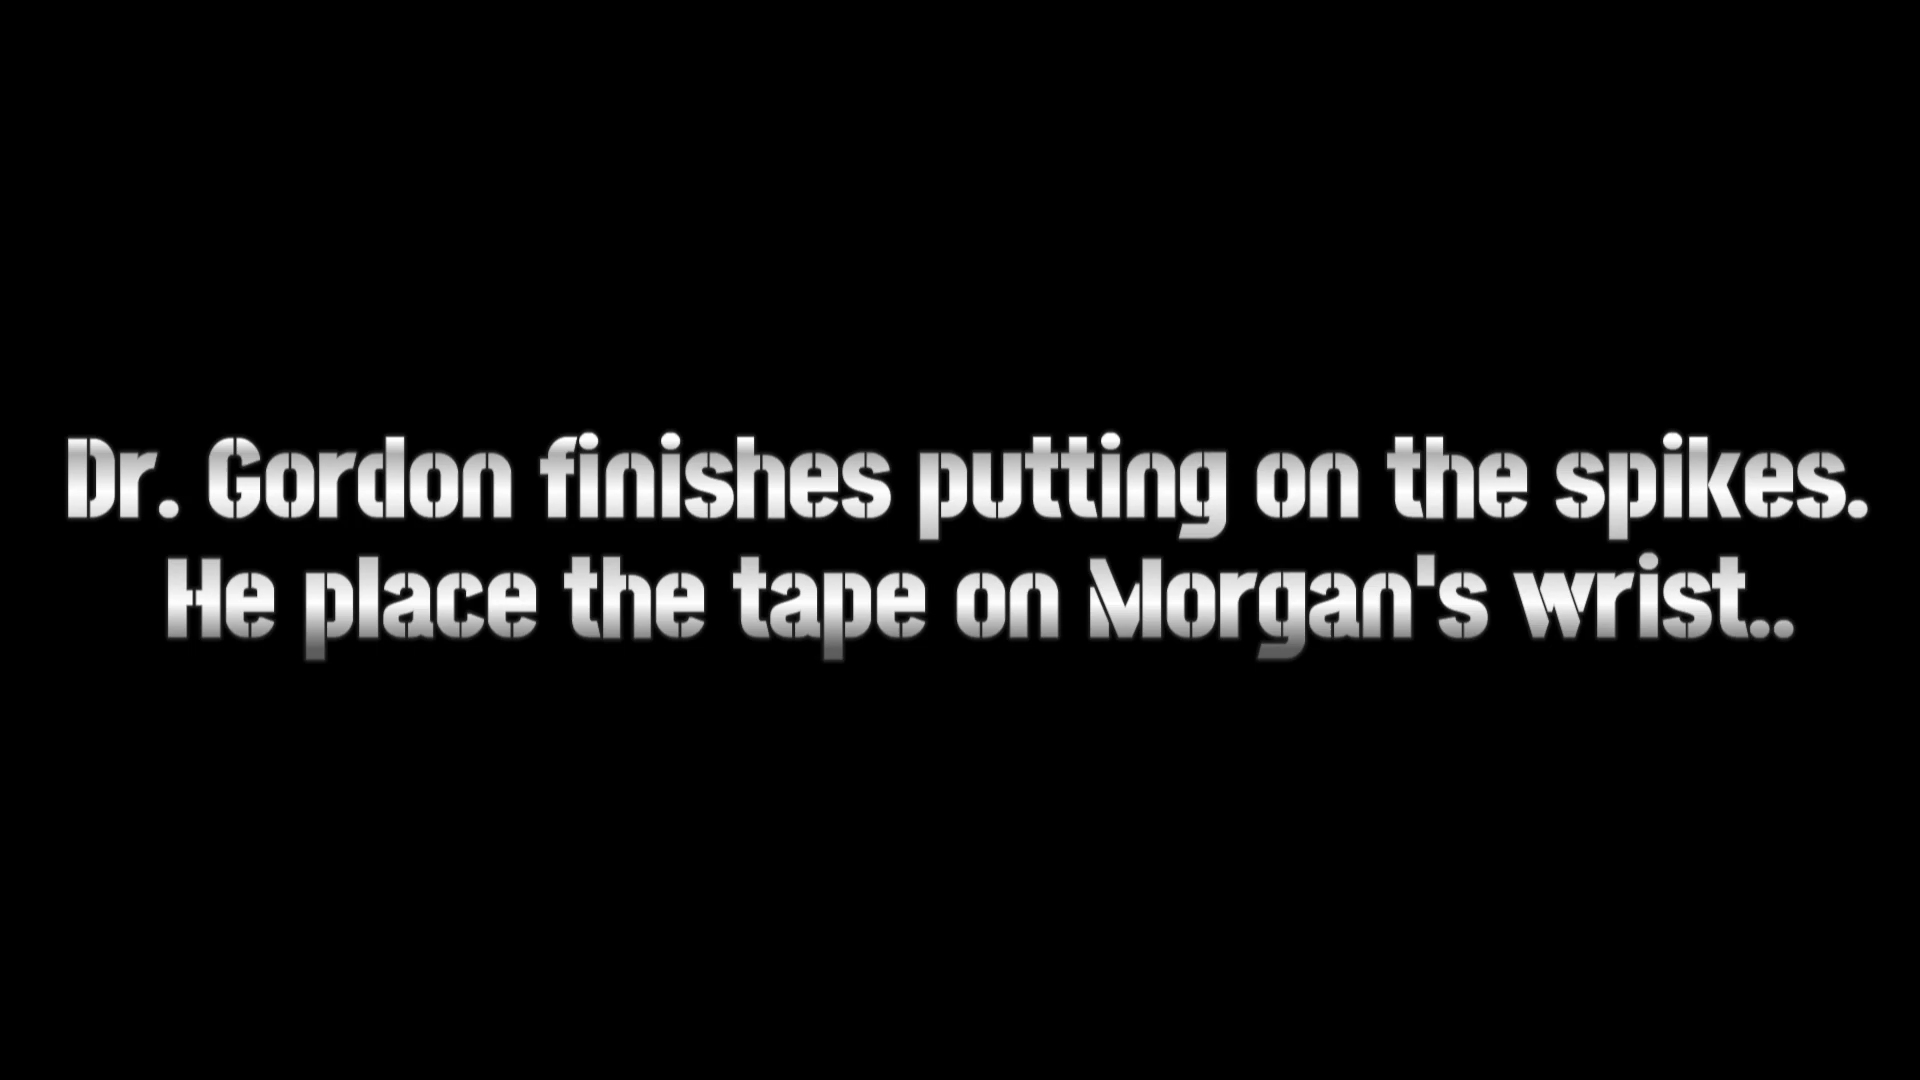 Dr. Gordon finishes putting on the spikes.
He place the tape on Morgan's wrist..